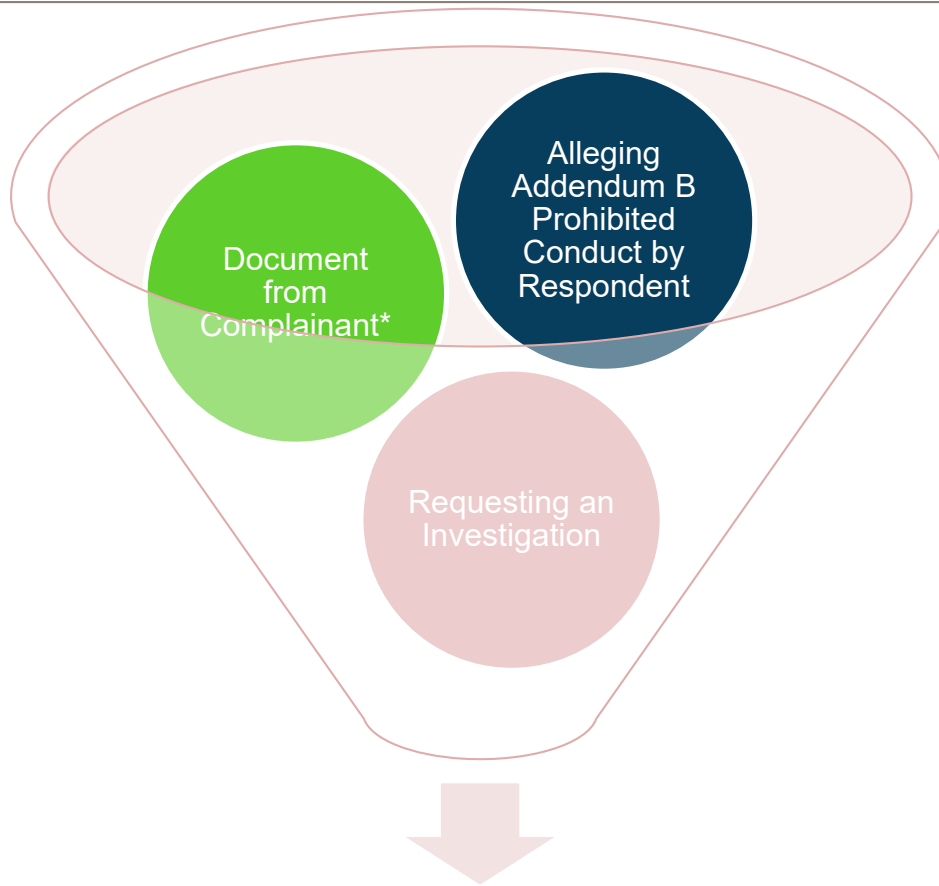 Alleging
Addendum B
Prohibited
Conduct by
Respondent
Document
from
Complainant*
Requesting an
Investigation